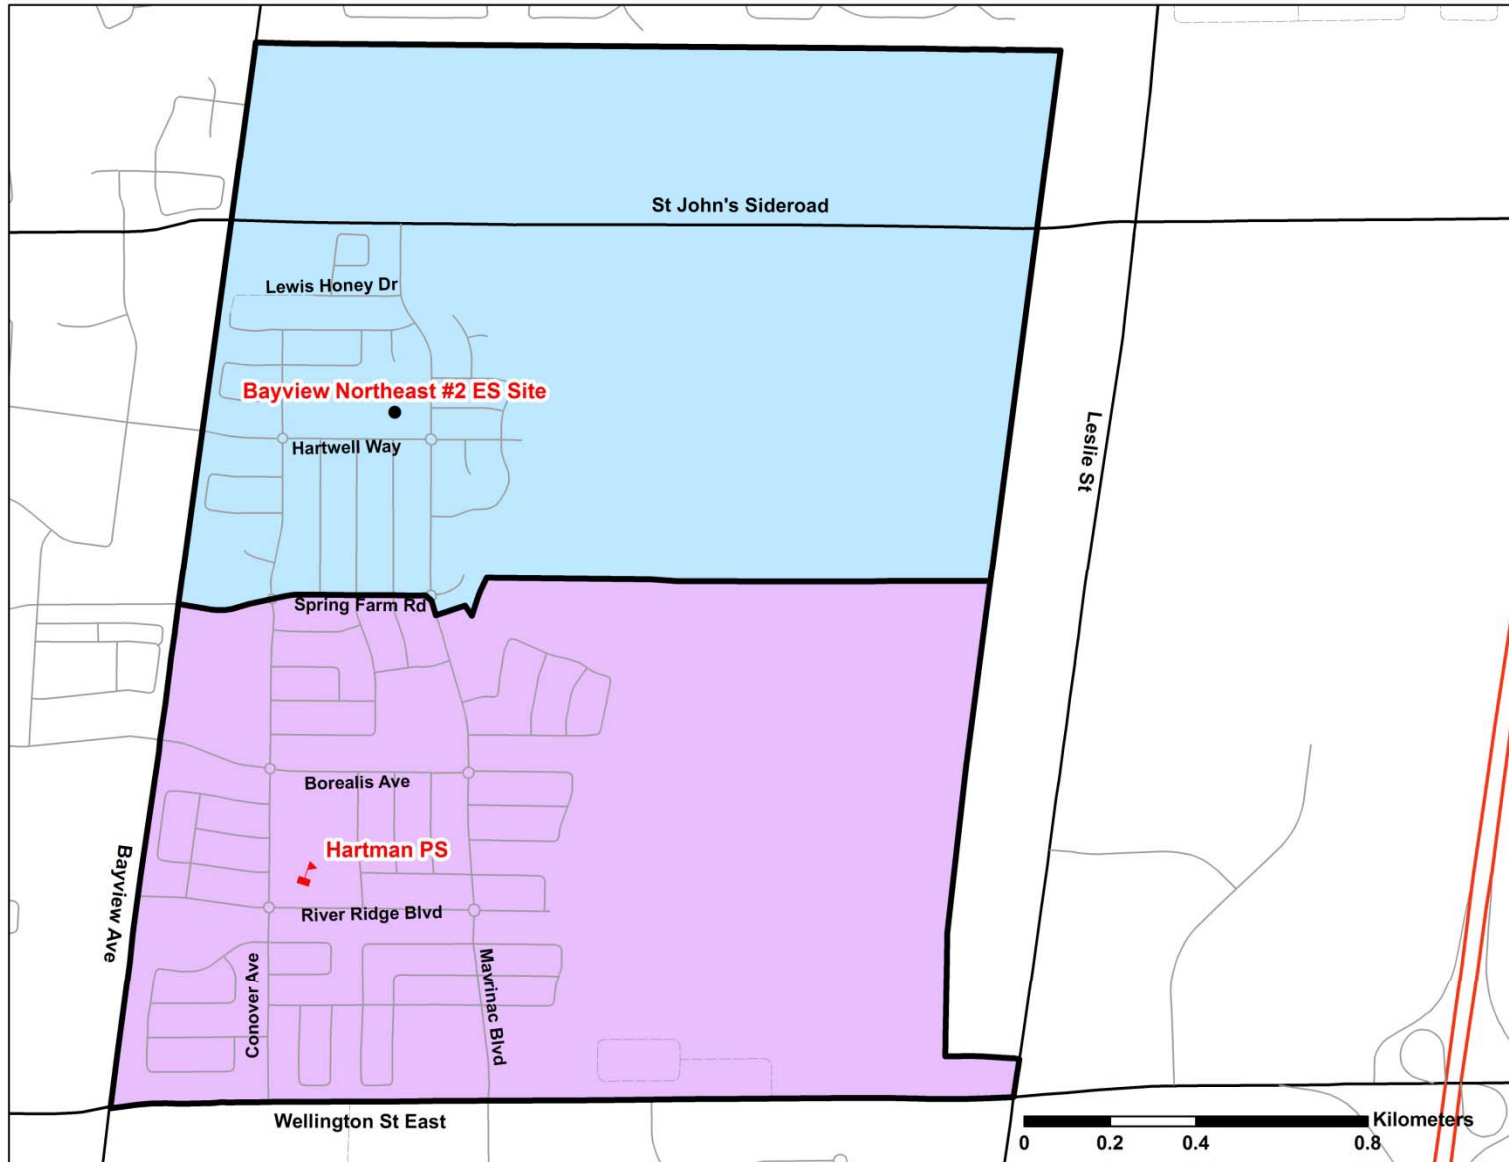 St John's Sideroad
Lewis Honey Dr
Bayview Northeast #2 ES Site
Hartwell Way
Leslie St
Spring Farm Rd
Borealis Ave
Hartman PS
Bayview Ave
River Ridge Blvd
Conover Ave
Mavrinac Blvd
Wellington St East
Kilometers
0 0.2 0.4 0.8